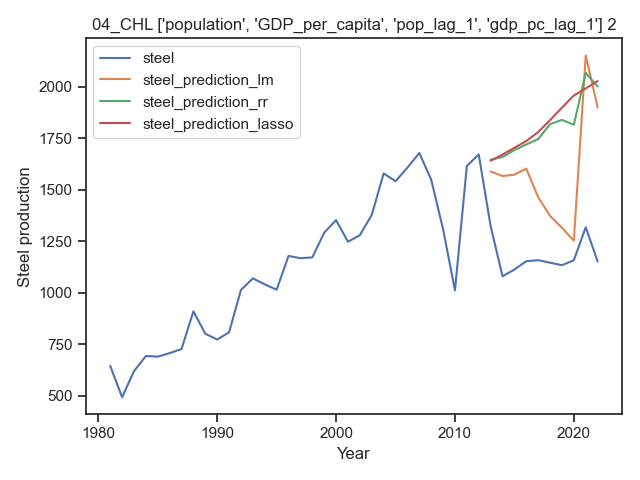 04_CHL ['population', 'GDP_per_capita', 'pop_lag_1', 'gdp_pc_lag_1'] 2
steel
steel_prediction_lm
steel_prediction_rr
steel_prediction_lasso
Steel production
2000
1750
1500
1250
1000
750
500
1980
1990
2000
2010
2020
Year